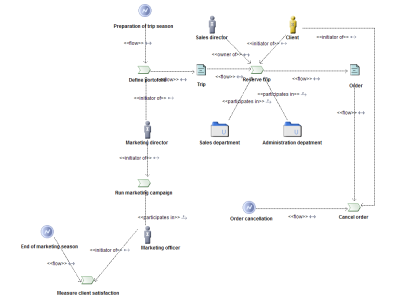 Preparation of trip season
Sales director
Client
<<flow>>
<<owner of>>
<<initiator of>>
<<initiator of>>
Define portofolio
<<flow>>
Trip
<<flow>>
Reserve trip
<<flow>>
Order
<<initiator of>>
<<participates in>>
<<participates in>>
<<flow>>
Marketing director
Sales department
Administration depatment
<<initiator of>>
Run marketing campaign
<<participates in>>
Order cancellation
<<flow>>
Cancel order
End of marketing season
<<initiator of>>
Marketing officer
<<flow>>
Measure client satisfaction